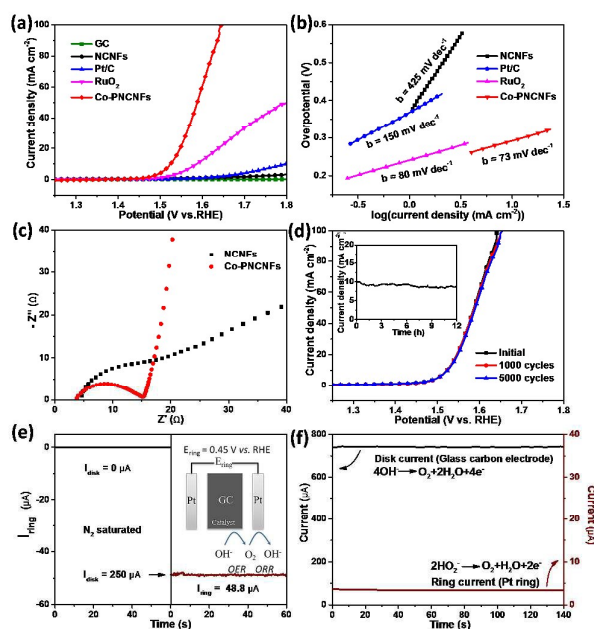 (a)
100
80
60
40
20
0
Current density (mA cm⁻²)
GC
NCNFs
Pt/C
RuO₂
Co-PNCNFs
1.3 1.4 1.5 1.6 1.7 1.8
Potential (V vs.RHE)
(b)
0.6
0.5
0.4
0.3
0.2
Overpotential (V)
NCNFs
Pt/C
RuO₂
Co-PNCNFs
b = 425 mV dec⁻¹
b = 150 mV dec⁻¹
b = 80 mV dec⁻¹
b = 73 mV dec⁻¹
-0.5 0.0 0.5 1.0 1.5
log(current density (mA cm⁻²))
(c)
-40
-30
-20
-10
0
- Z'' (Ω)
NCNFs
Co-PNCNFs
0 10 20 30 40
Z' (Ω)
(d)
100
80
60
40
20
0
Current density (mA cm⁻²)
20
15
10
5
0
Current density (mA cm⁻²)
0 3 6 9 12
Time (h)
Initial
1000 cycles
5000 cycles
1.3 1.4 1.5 1.6 1.7 1.8
Potential (V vs.RHE)
(e)
0
-20
-40
-60
I ring (μA)
I disk = 0 μA
N₂ saturated
I disk = 250 μA
E ring = 0.45 V vs. RHE
E ring
Pt
GC
Pt
Catalyst
OH⁻ O₂ OH⁻
OER ORR
I ring = 48.8 μA
0 20 40 60 0 20 40 60
Time (s) Time (s)
(f)
800
600
400
200
0
Current (μA)
Disk current (Glass carbon electrode)
4OH⁻→O₂+2H₂O+4e⁻
2HO₂⁻→O₂+H₂O+2e⁻
Ring current (Pt ring)
40
30
20
10
0
Current (μA)
0 20 40 60 80 100 120 140
Time (s)